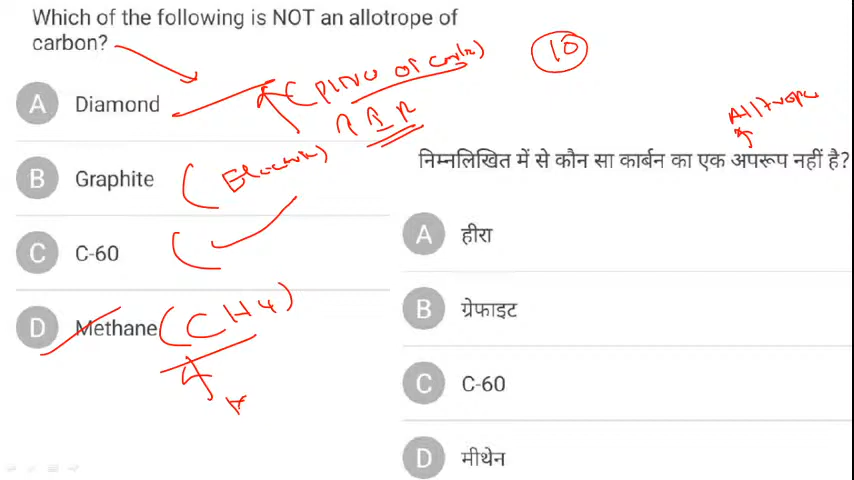 Which of the following is NOT an allotrope of
carbon?
A Diamond
B Graphite
C C-60
D Methane (CH4)
10
निम्नलिखित में से कौन सा कार्बन का एक अपरूप नहीं है?
A हीरा
B ग्रेफाइट
C C-60
D मीथेन